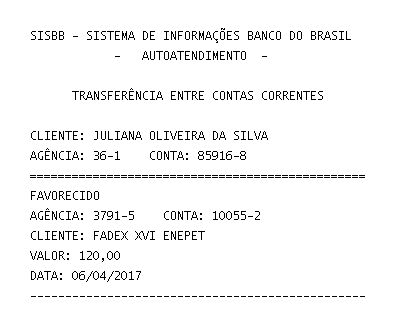 SISBB - SISTEMA DE INFORMAÇÕES BANCO DO BRASIL
- AUTOATENDIMENTO -
TRANSFERÊNCIA ENTRE CONTAS CORRENTES
CLIENTE: JULIANA OLIVEIRA DA SILVA
AGÊNCIA: 36-1 CONTA: 85916-8
================================================
FAVORECIDO
AGÊNCIA: 3791-5 CONTA: 10055-2
CLIENTE: FADEX XVI ENEPET
VALOR: 120,00
DATA: 06/04/2017
------------------------------------------------